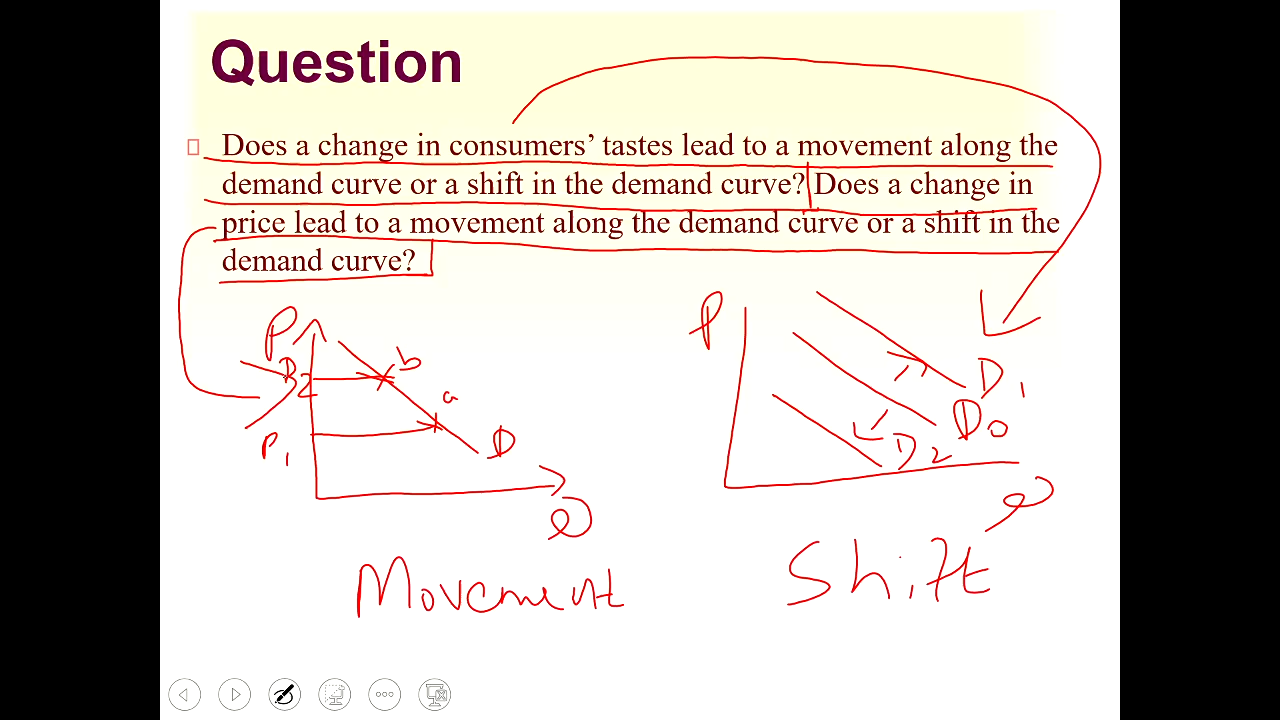 Question
Does a change in consumers’ tastes lead to a movement along the
demand curve or a shift in the demand curve? Does a change in
price lead to a movement along the demand curve or a shift in the
demand curve?
P
P2
P1
b
a
D
Q
Movement
P
D1
D0
D2
Q
Shift